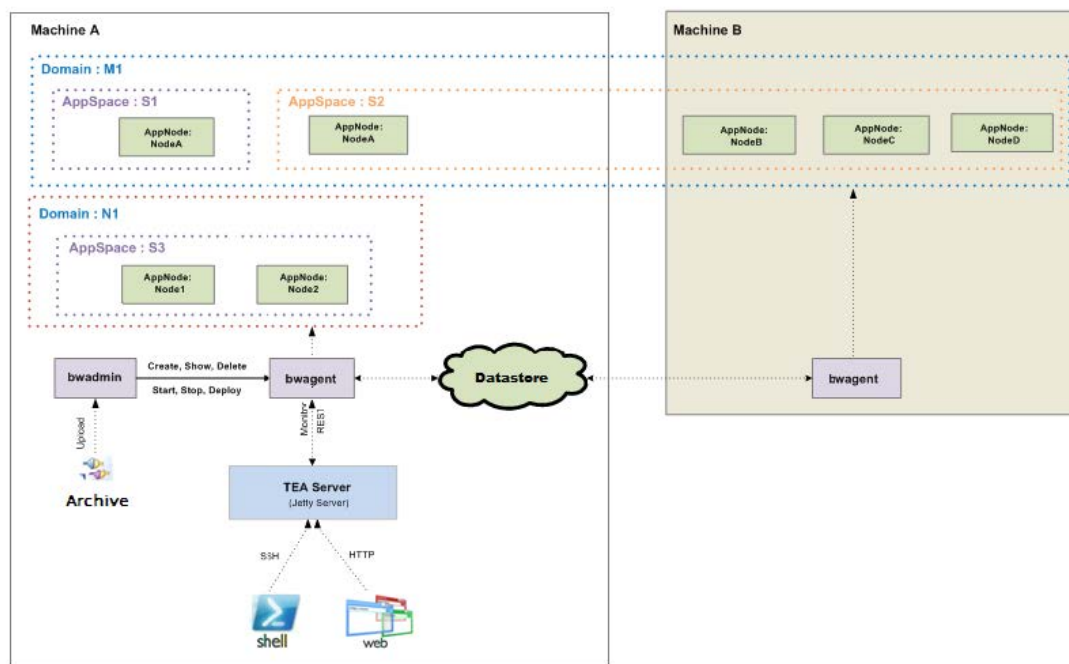 Machine A
Machine B
Domain : M1
AppSpace : S1
AppSpace : S2
AppNode:
NodeA
AppNode:
NodeA
AppNode:
NodeB
AppNode:
NodeC
AppNode:
NodeD
Domain : N1
AppSpace : S3
AppNode:
Node1
AppNode:
Node2
bwadmin
Create, Show, Delete
Start, Stop, Deploy
bwagent
Datastore
bwagent
Upload
Monitor
REST
Archive
TEA Server
(Jetty Server)
SSH
HTTP
shell
web